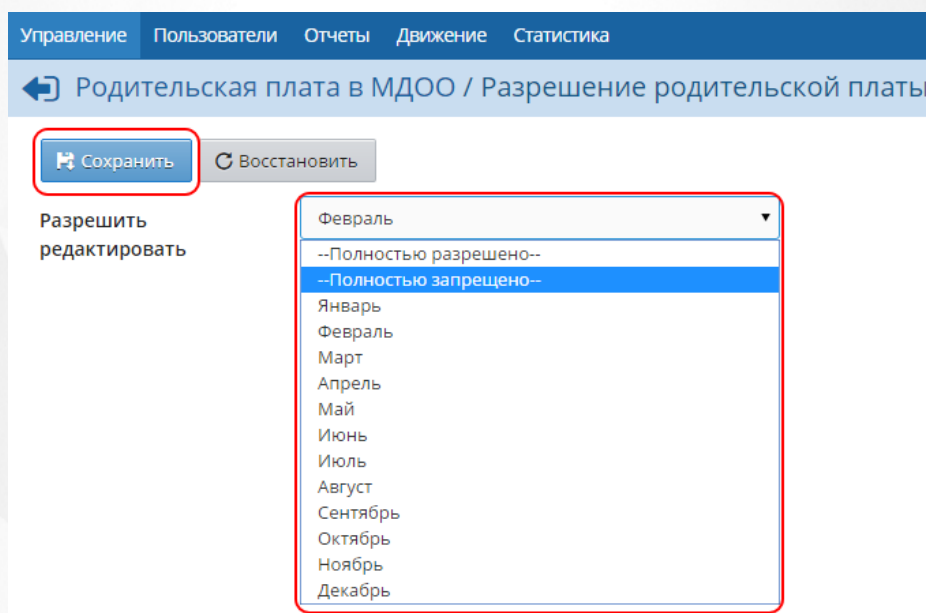 Управление Пользователи Отчеты Движение Статистика
Родительская плата в МДОО / Разрешение родительской платы
Сохранить Восстановить
Разрешить
редактировать
Февраль
--Полностью разрешено--
--Полностью запрещено--
Январь
Февраль
Март
Апрель
Май
Июнь
Июль
Август
Сентябрь
Октябрь
Ноябрь
Декабрь